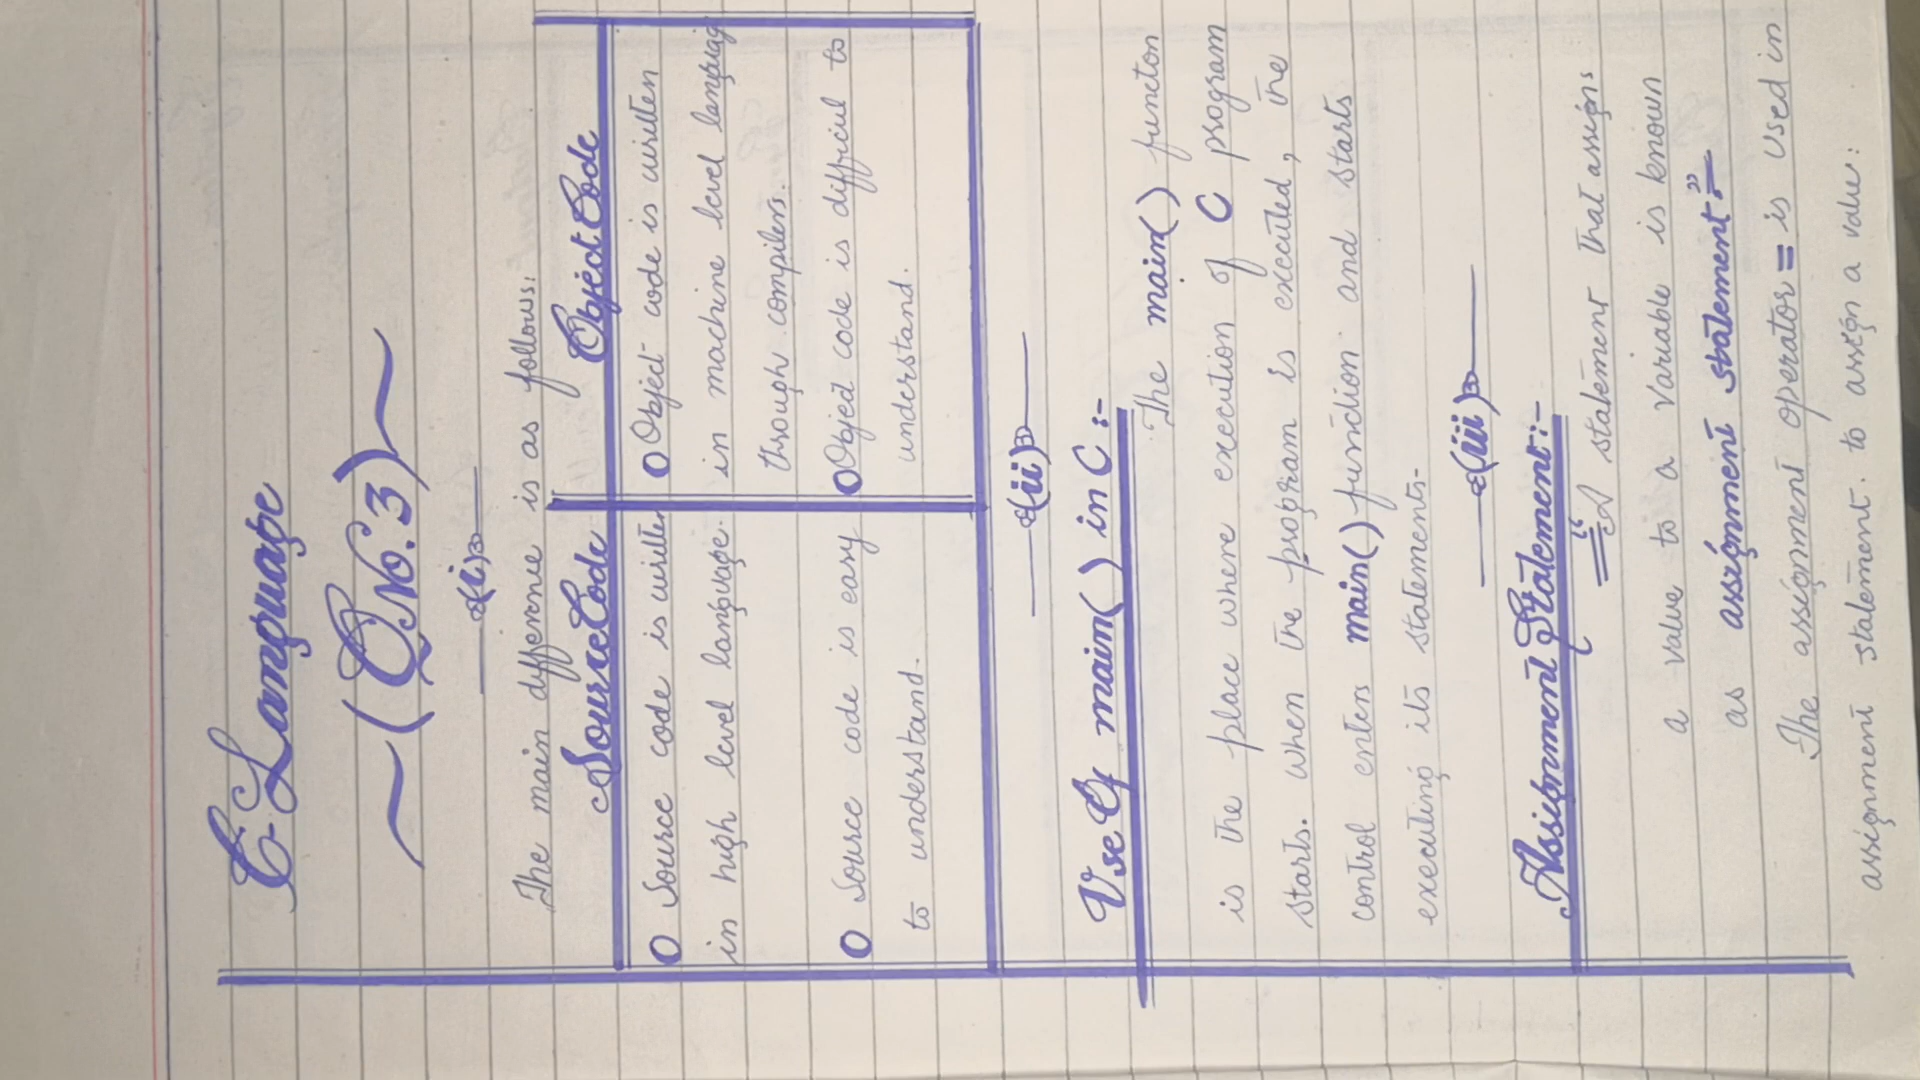 C-Language
(Q No. 3)
(i)
The main difference is as follows:
Source Code
Object Code
O Source code is written
in high level language.
O Source code is easy
to understand.
O Object code is written
in machine level languag
through compilers.
O Object code is difficult to
understand.
(ii)
Use Of main() in C :-
The main() functon
is the place where execution of C program
starts. when the program is executed, the
control enters main() function and starts
executing its statements.
(iii)
Assignment Statement:-
"A statement that assigns
a value to a variable is known
as assignment statement."
The assignment operator = is used in
assignment statement. to assign a value: